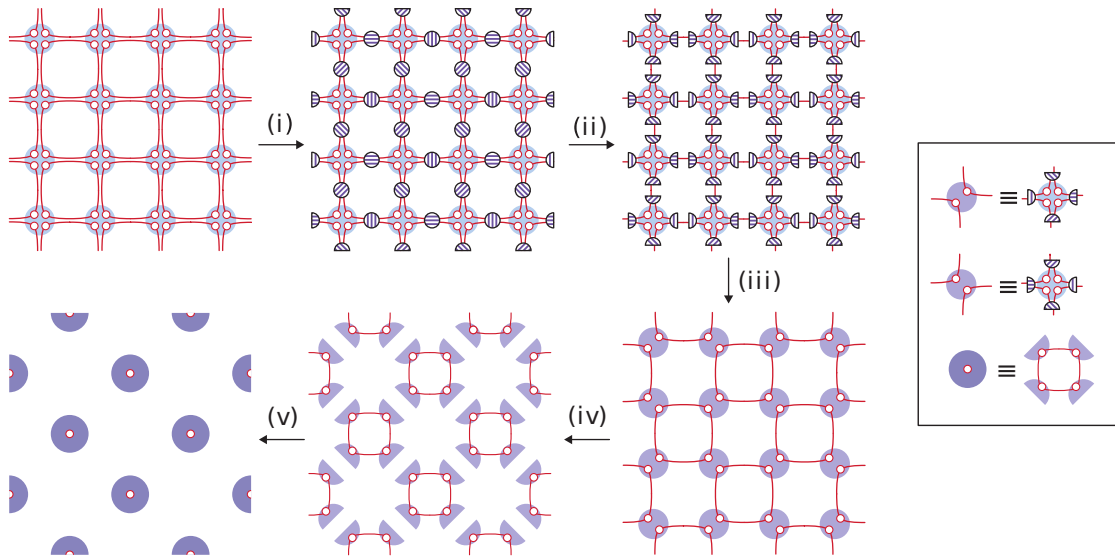 (i)
(ii)
(iii)
(iv)
(v)
≡
≡
≡